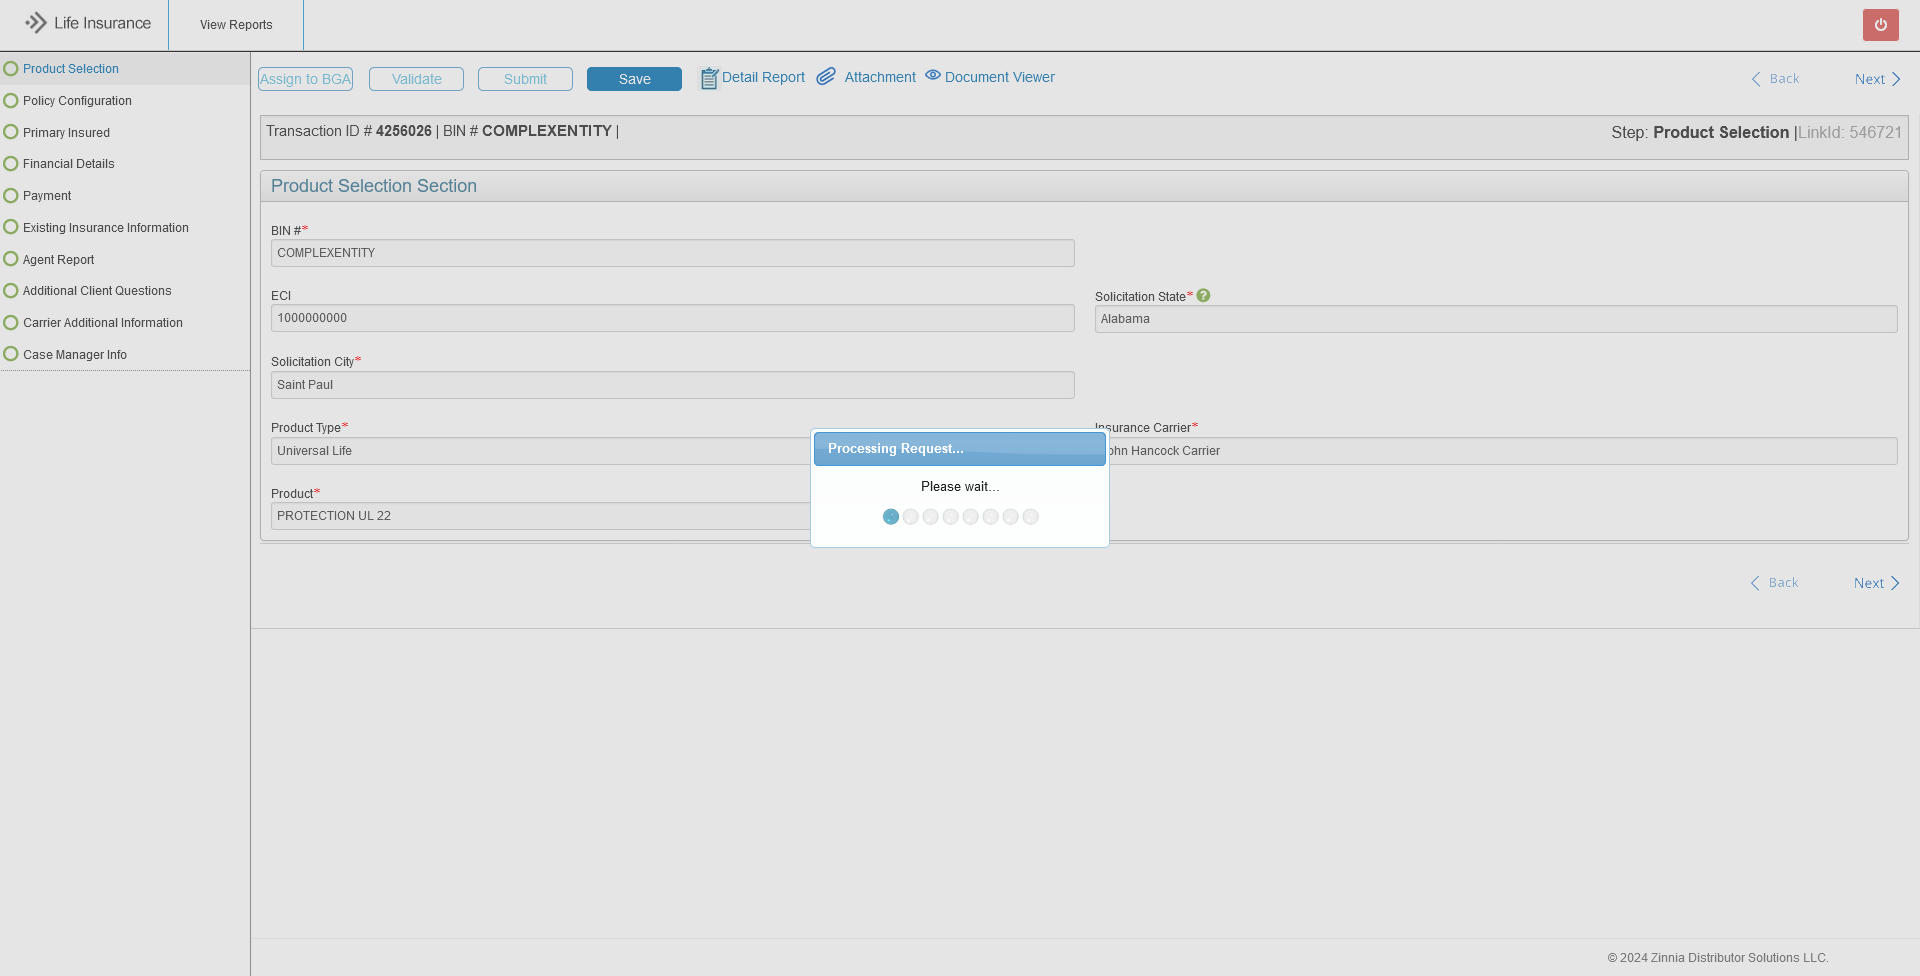 Life Insurance
View Reports
Product Selection
Policy Configuration
Primary Insured
Financial Details
Payment
Existing Insurance Information
Agent Report
Additional Client Questions
Carrier Additional Information
Case Manager Info
Assign to BGA Validate Submit Save Detail Report Attachment Document Viewer Back Next
Transaction ID # 4256026 | BIN # COMPLEXENTITY |
Step: Product Selection |LinkId: 546721
Product Selection Section
BIN #*
COMPLEXENTITY
ECI
1000000000
Solicitation State* ?
Alabama
Solicitation City*
Saint Paul
Product Type*
Universal Life
Insurance Carrier*
John Hancock Carrier
Product*
PROTECTION UL 22
Processing Request...
Please wait...
Back Next
© 2024 Zinnia Distributor Solutions LLC.